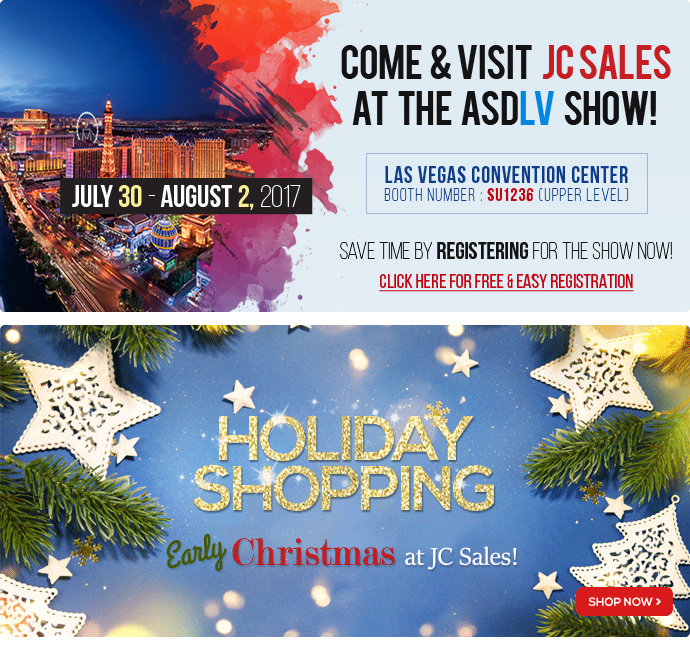 COME & VISIT JC SALES
AT THE ASDLV SHOW!
LAS VEGAS CONVENTION CENTER
BOOTH NUMBER : SU1236 (UPPER LEVEL)
JULY 30 - AUGUST 2, 2017
SAVE TIME BY REGISTERING FOR THE SHOW NOW!
CLICK HERE FOR FREE & EASY REGISTRATION
HOLIDAY
SHOPPING
Early Christmas at JC Sales!
SHOP NOW >